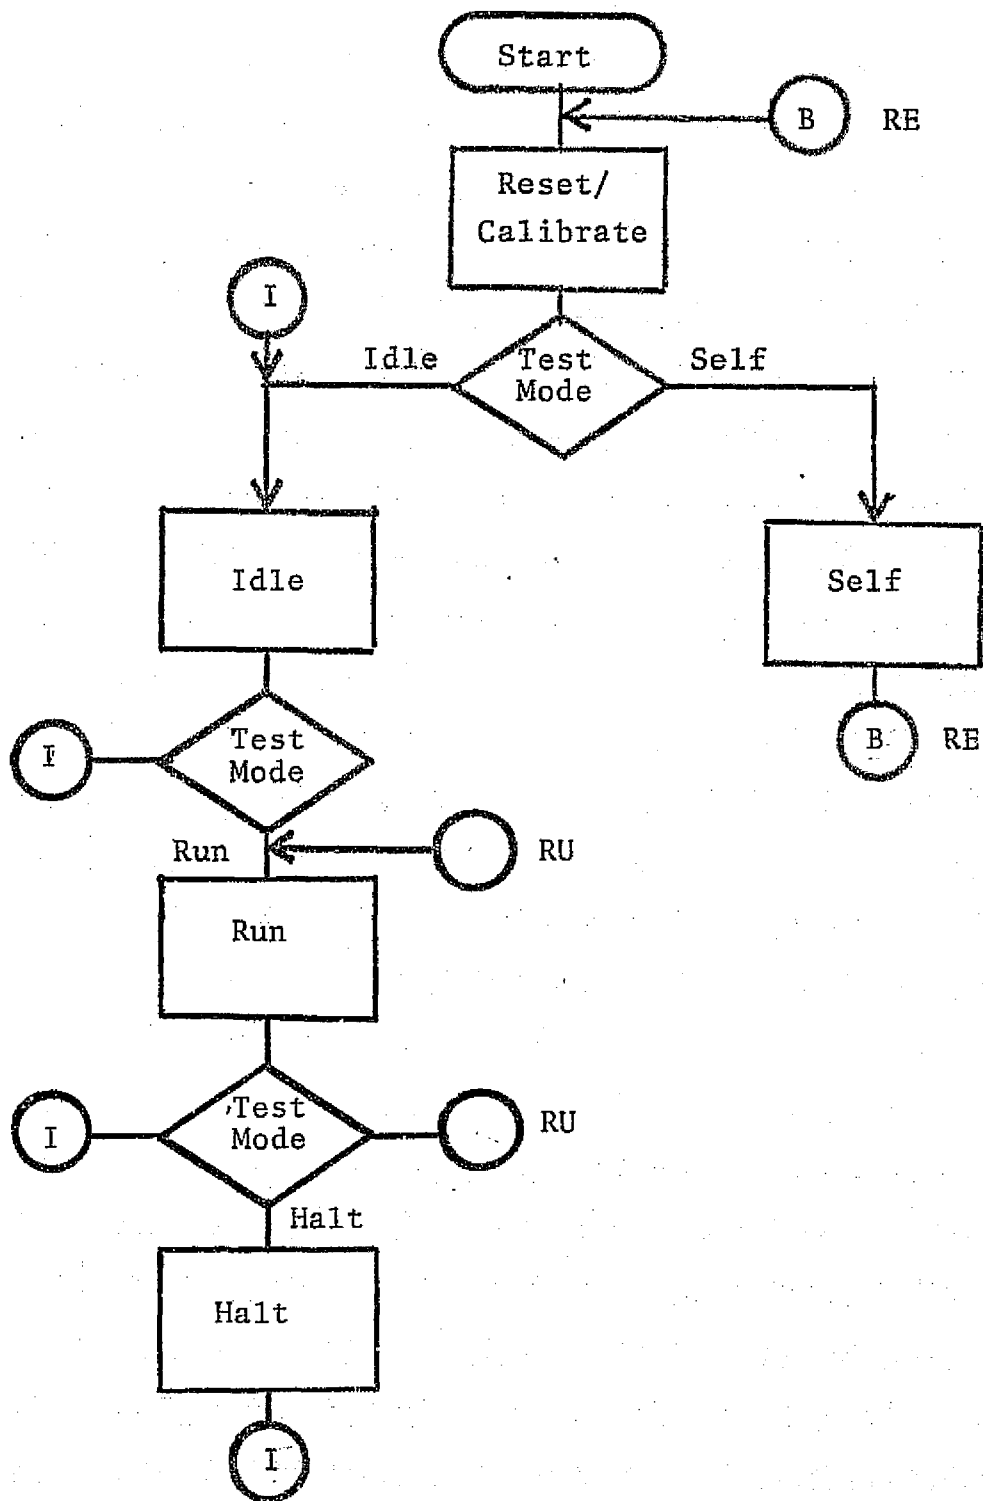 Start
B
RE
Reset/
Calibrate
I
Idle
Test
Mode
Self
Idle
Self
Test
Mode
B
RE
Run
RU
Run
I
Test
Mode
RU
Halt
Halt
I